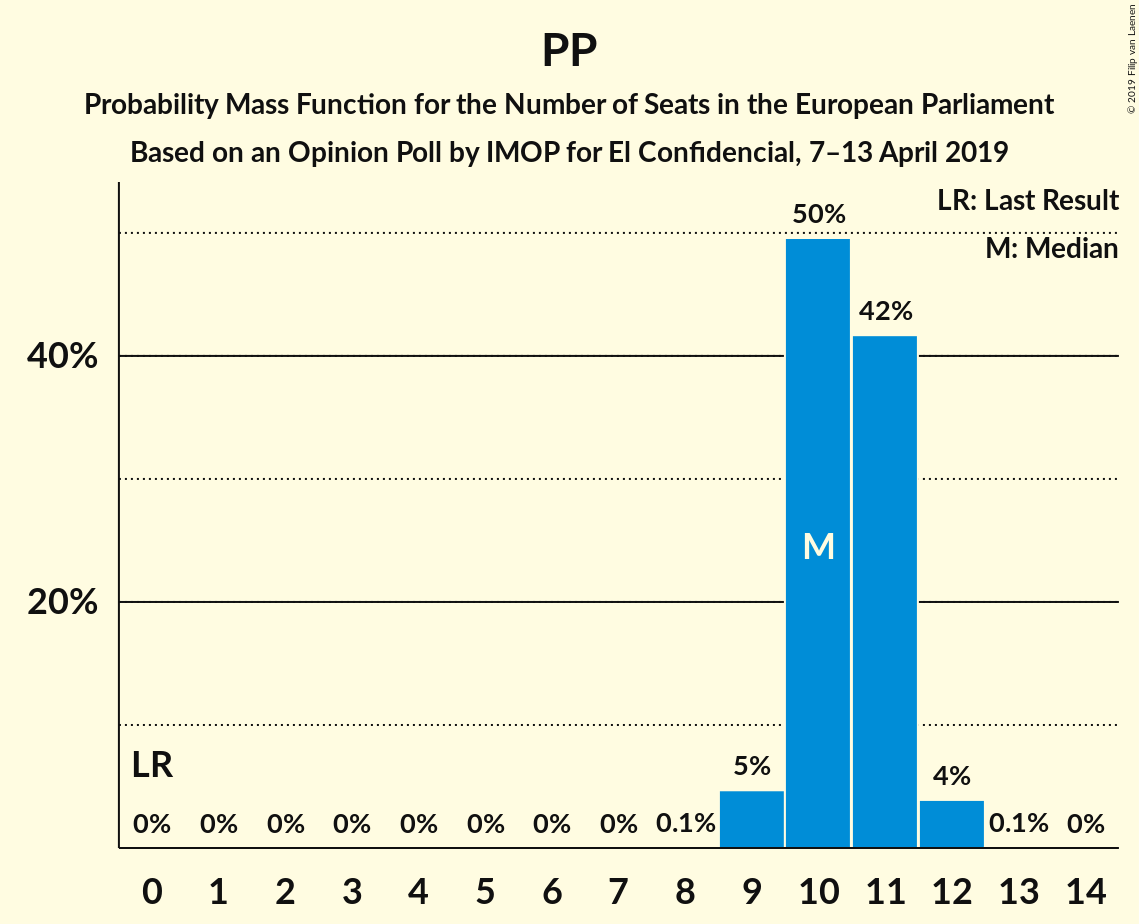 PP
Probability Mass Function for the Number of Seats in the European Parliament
Based on an Opinion Poll by IMOP for El Confidencial, 7–13 April 2019
© 2019 Filip van Laenen
LR: Last Result
M: Median
50%
42%
40%
M
20%
LR
5%
4%
0% 0% 0% 0% 0% 0% 0% 0% 0.1% 0.1% 0%
0 1 2 3 4 5 6 7 8 9 10 11 12 13 14